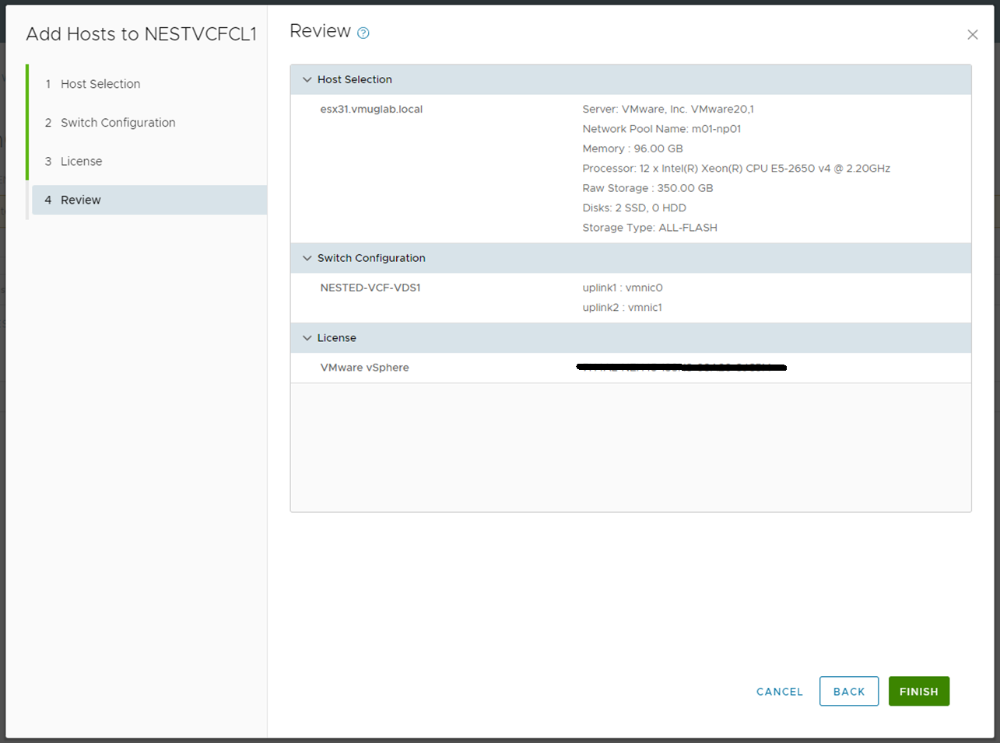 Add Hosts to NESTVCFCL1
1 Host Selection
2 Switch Configuration
3 License
4 Review
Review
Host Selection
esx31.vmuglab.local
Server: VMware, Inc. VMware20,1
Network Pool Name: m01-np01
Memory : 96.00 GB
Processor: 12 x Intel(R) Xeon(R) CPU E5-2650 v4 @ 2.20GHz
Raw Storage : 350.00 GB
Disks: 2 SSD, 0 HDD
Storage Type: ALL-FLASH
Switch Configuration
NESTED-VCF-VDS1
uplink1 : vmnic0
uplink2 : vmnic1
License
VMware vSphere
CANCEL
BACK
FINISH